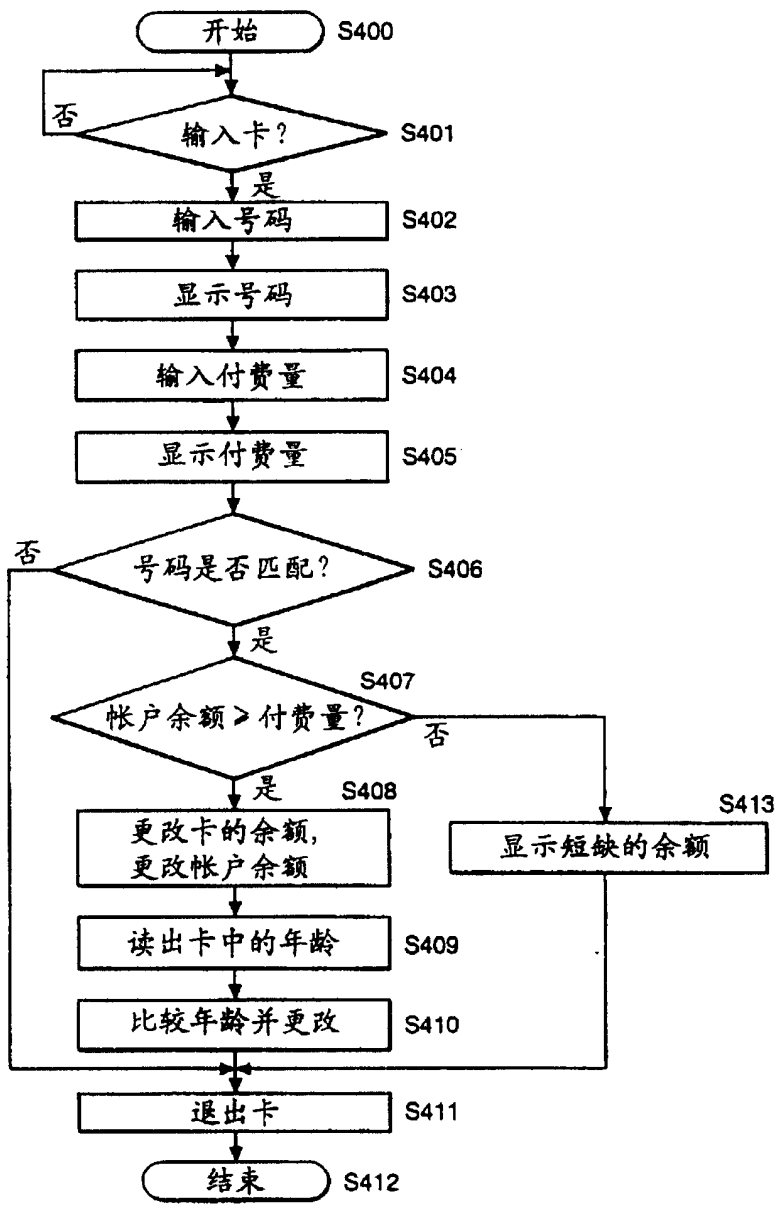 开始 S400
否
输入卡? S401
是
输入号码 S402
显示号码 S403
输入付费量 S404
显示付费量 S405
否
号码是否匹配? S406
是
S407
帐户余额≥付费量?
否
是
S408
S413
更改卡的余额,
更改帐户余额
显示短缺的余额
读出卡中的年龄 S409
比较年龄并更改 S410
退出卡 S411
结束 S412